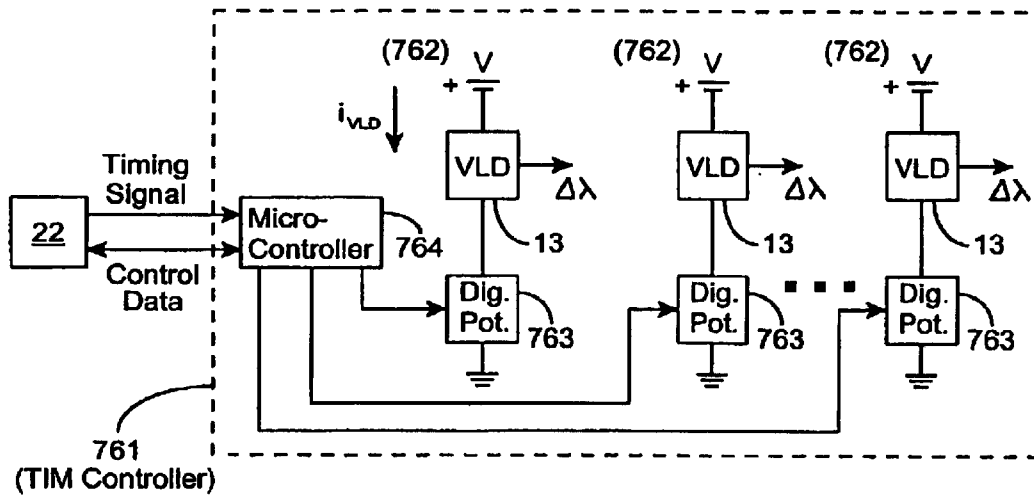 (762) V
+
(762) V
+
(762) V
+
iVLD
VLD
Δλ
VLD
Δλ
VLD
Δλ
Timing
Signal
22
Micro-
Controller
764
13
13
13
Control
Data
Dig.
Pot.
763
Dig.
Pot.
763
Dig.
Pot.
763
761
(TIM Controller)